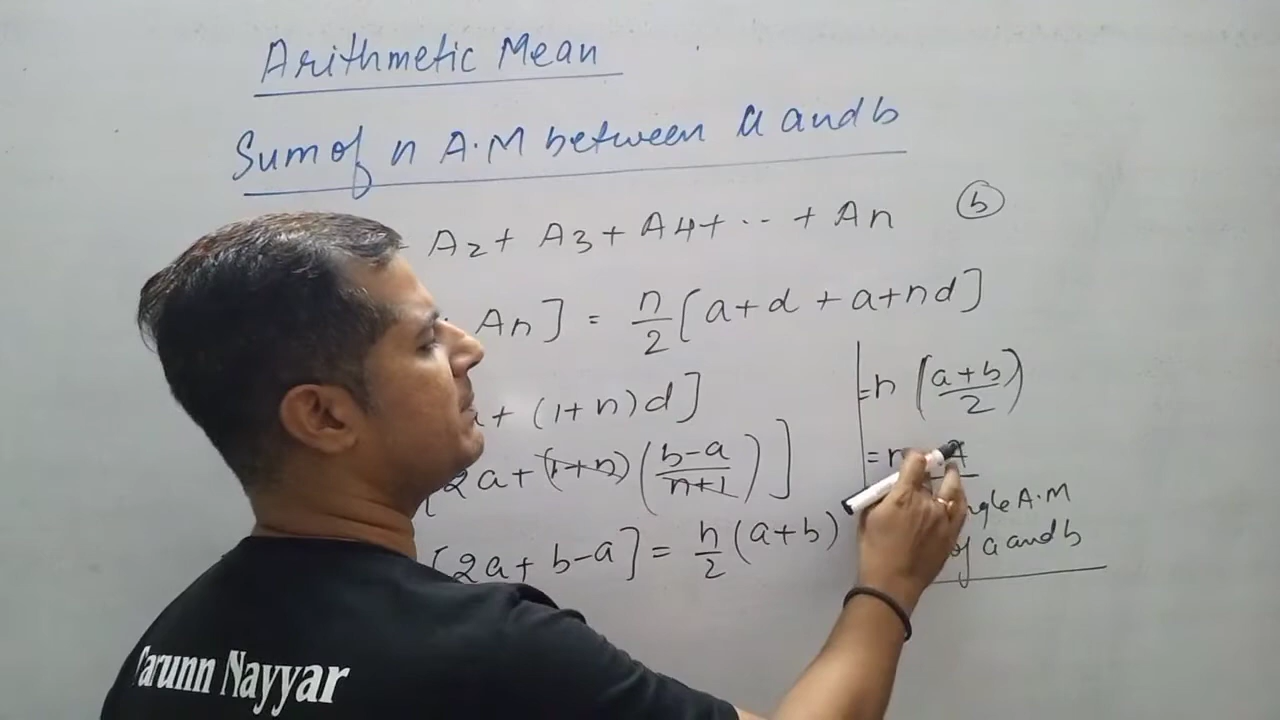 Arithmetic Mean
Sum of n A.M between a and b
A2 + A3 + A4 + .. + An (b)
An] = n/2 [a+d + a+nd]
+ (1+n)d]
2a + (1+n) (b-a/n+1)]
[2a + b-a] = n/2 (a+b)
= n (a+b/2)
= n A
A.M
of a and b
Nayyar